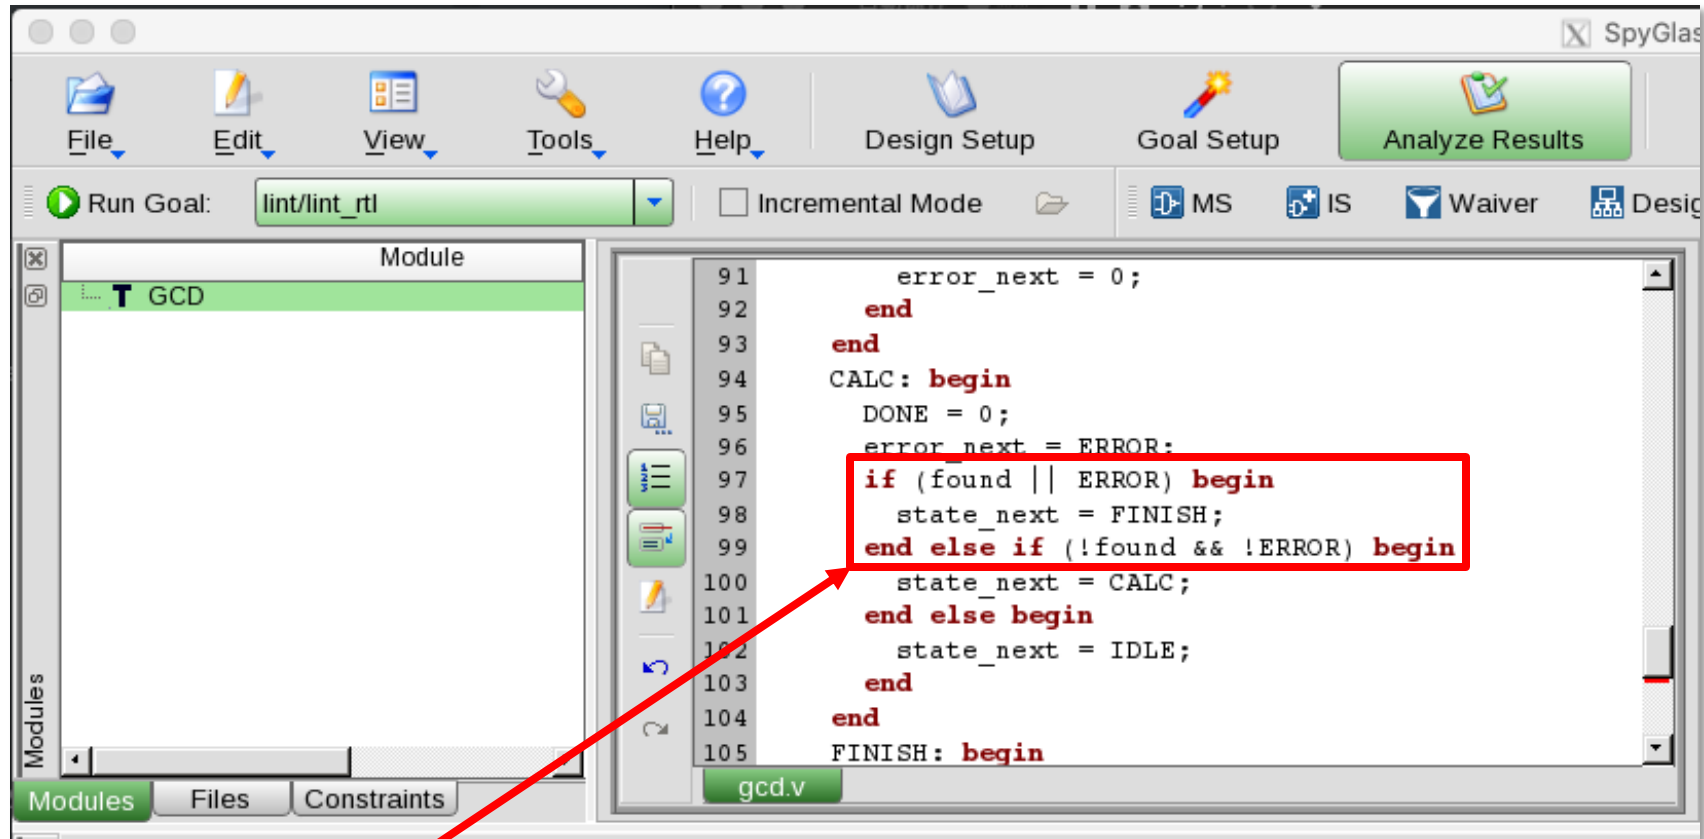 SpyGlas
File Edit View Tools Help Design Setup Goal Setup Analyze Results
Run Goal: lint/lint_rtl Incremental Mode MS IS Waiver Desig
Module
T GCD
Modules
91 error_next = 0;
92 end
93 end
94 CALC: begin
95 DONE = 0;
96 error_next = ERROR;
97 if (found || ERROR) begin
98 state_next = FINISH;
99 end else if (!found && !ERROR) begin
100 state_next = CALC;
101 end else begin
102 state_next = IDLE;
103 end
104 end
105 FINISH: begin
gcd.v
Modules Files Constraints